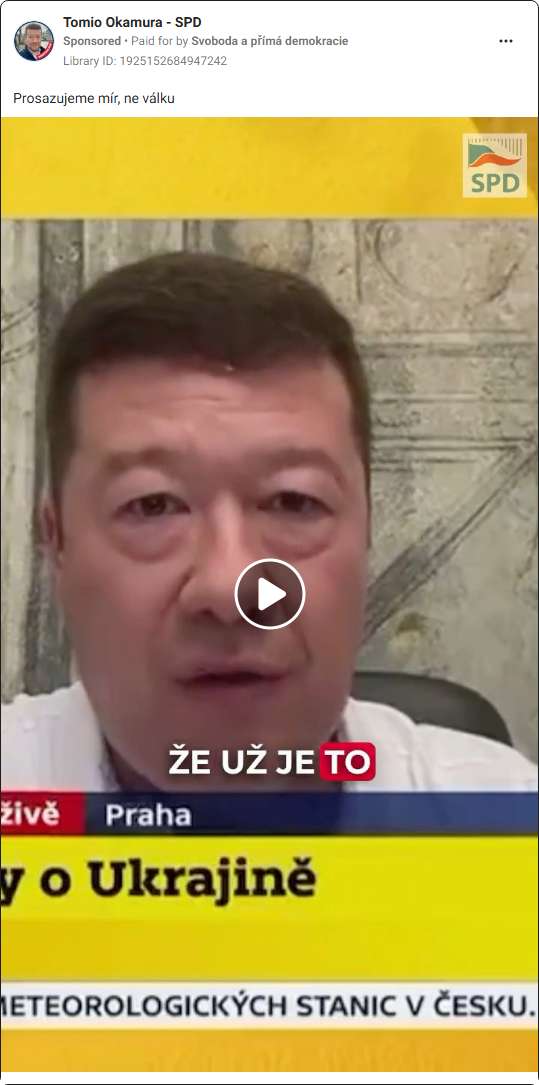 Tomio Okamura - SPD
Sponsored • Paid for by Svoboda a přímá demokracie
Library ID: 1925152684947242
Prosazujeme mír, ne válku
SPD
ŽE UŽ JE TO
živě Praha
y o Ukrajině
METEOROLOGICKÝCH STANIC V ČESKU.